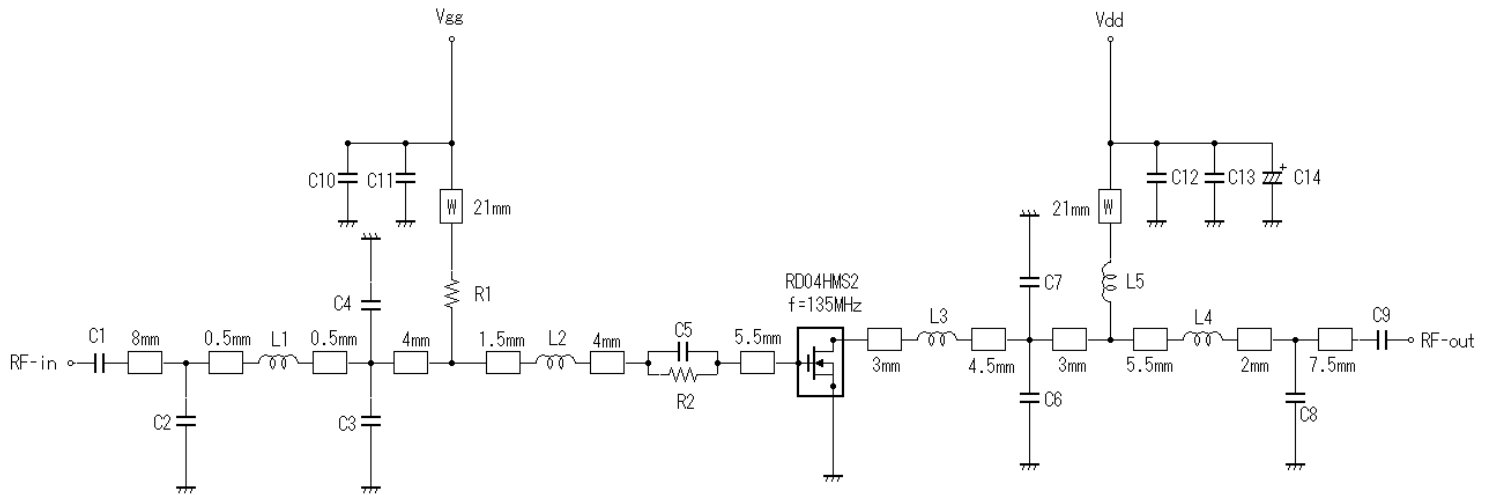 Vgg
Vdd
C10
C11
W
21mm
21mm
W
C12
C13
+
C14
C4
R1
RD04HMS2
f=135MHz
C7
L5
RF-in
C1
8mm
0.5mm
L1
0.5mm
4mm
1.5mm
L2
4mm
C5
R2
5.5mm
3mm
L3
4.5mm
3mm
5.5mm
L4
2mm
7.5mm
C9
RF-out
C2
C3
C6
C8